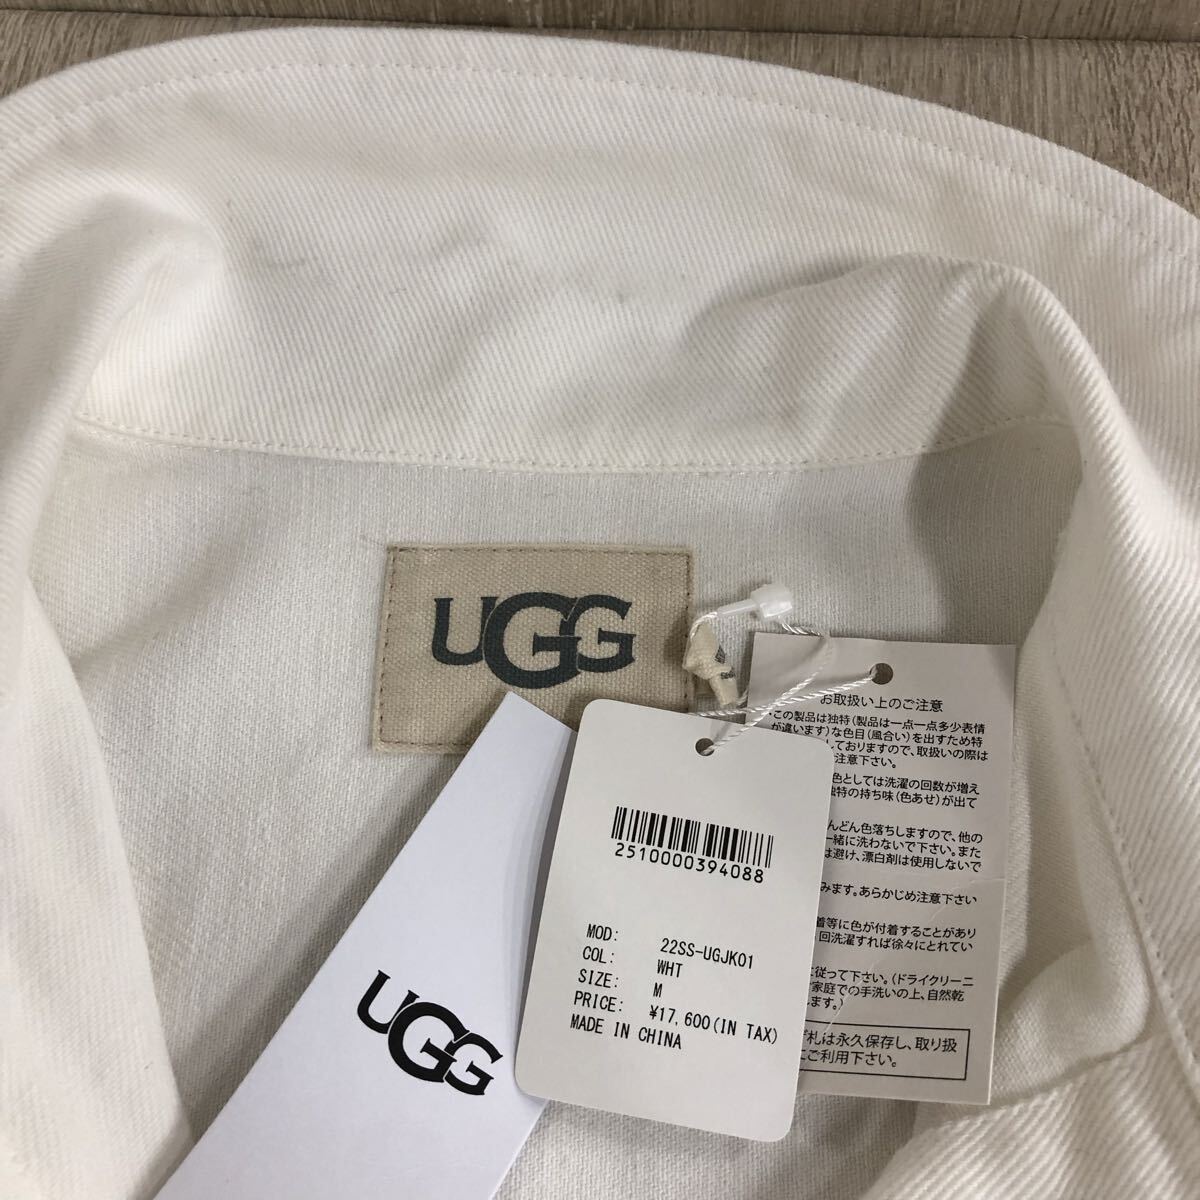 UGG
UGG
2510000394088
MOD: 22SS-UGJK01
COL: WHT
SIZE: M
PRICE: ¥17,600(IN TAX)
MADE IN CHINA
お取扱い上のご注意
・この製品は独特(製品は一点一点多少表情
が違います)な色目(風合い)を出すため特
しておりますので、取扱いの際は
注意下さい。
色としては洗濯の回数が増え
独特の持ち味(色あせ)が出て
んどん色落ちしますので、他の
一緒に洗わないで下さい。また
は避け、漂白剤は使用しないで
みます。あらかじめ注意下さい
着等に色が付着することがあり
回洗濯すれば徐々にとれてい
に従って下さい。(ドライクリーニ
家庭での手洗いの上、自然乾
します。)
札は永久保存し、取り扱
にご利用下さい。